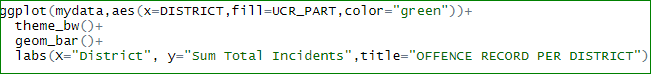 ggplot(mydata,aes(x=DISTRICT,fill=UCR_PART,color="green"))+
theme_bw()+
geom_bar()+
labs(X="District", y="Sum Total Incidents",title="OFFENCE RECORD PER DISTRICT")